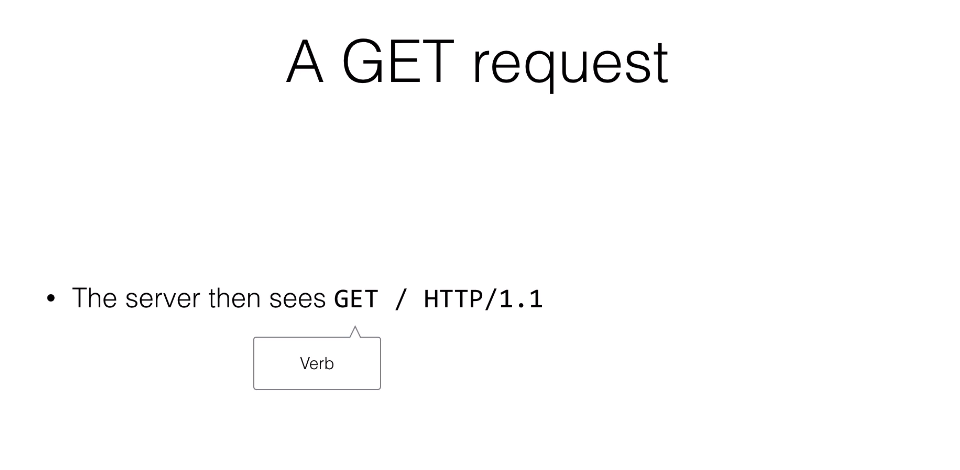 A GET request
• The server then sees GET / HTTP/1.1
Verb